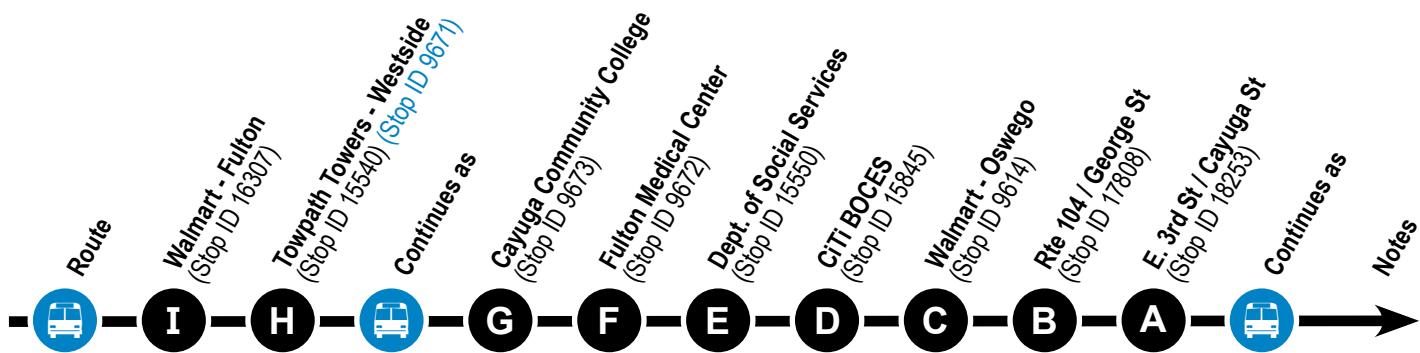 Route
Walmart - Fulton
(Stop ID 16307)
Towpath Towers - Westside
(Stop ID 15540) (Stop ID 9671)
Continues as
Cayuga Community College
(Stop ID 9673)
Fulton Medical Center
(Stop ID 9672)
Dept. of Social Services
(Stop ID 15550)
CiTi BOCES
(Stop ID 15845)
Walmart - Oswego
(Stop ID 9614)
Rte 104 / George St
(Stop ID 17808)
E. 3rd St / Cayuga St
(Stop ID 18253)
Continues as
Notes
I
H
G
F
E
D
C
B
A